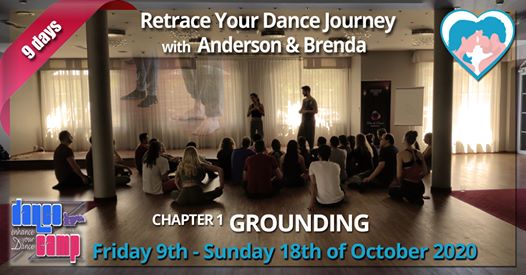 9 days
Retrace Your Dance Journey
with Anderson & Brenda
CHAPTER 1 GROUNDING
dance
enhance
your
Dance
camp
Friday 9th - Sunday 18th of October 2020